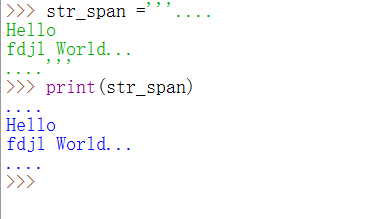 >>> str_span ='''....
Hello
fdjl World...
....'''
>>> print(str_span)
....
Hello
fdjl World...
....
>>>